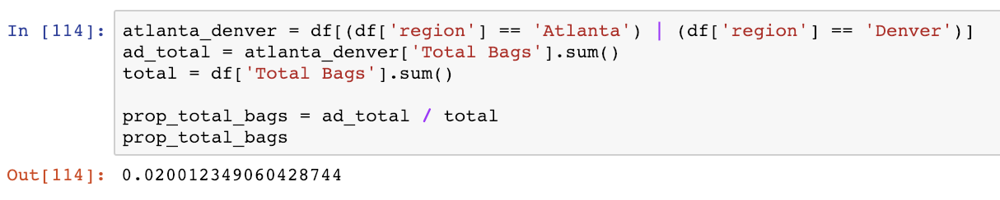 In [114]: atlanta_denver = df[(df['region'] == 'Atlanta') | (df['region'] == 'Denver')]
ad_total = atlanta_denver['Total Bags'].sum()
total = df['Total Bags'].sum()
prop_total_bags = ad_total / total
prop_total_bags
Out[114]: 0.020012349060428744